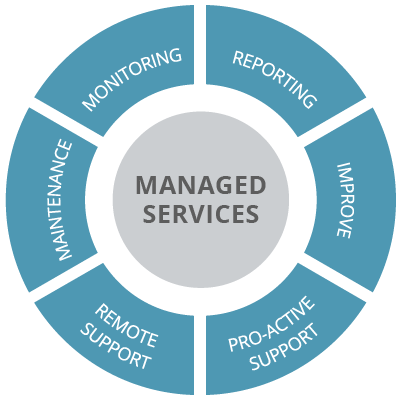 MONITORING
REPORTING
IMPROVE
PRO-ACTIVE
SUPPORT
REMOTE
SUPPORT
MAINTENANCE
MANAGED
SERVICES